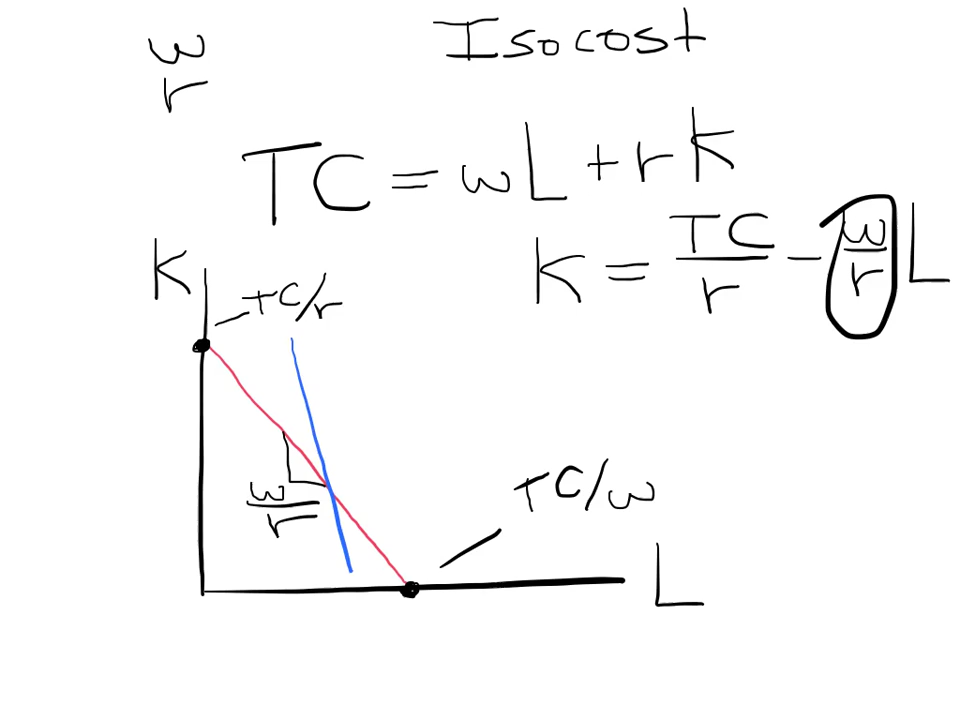 w/r
Isocost
TC = wL + rK
K = TC/r - w/r L
K
TC/r
w/r
TC/w
L